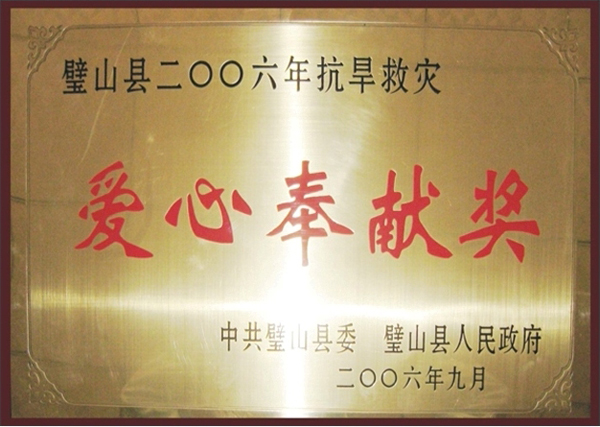 璧山县二〇〇六年抗旱救灾
爱心奉献奖
中共璧山县委　璧山县人民政府
二〇〇六年九月